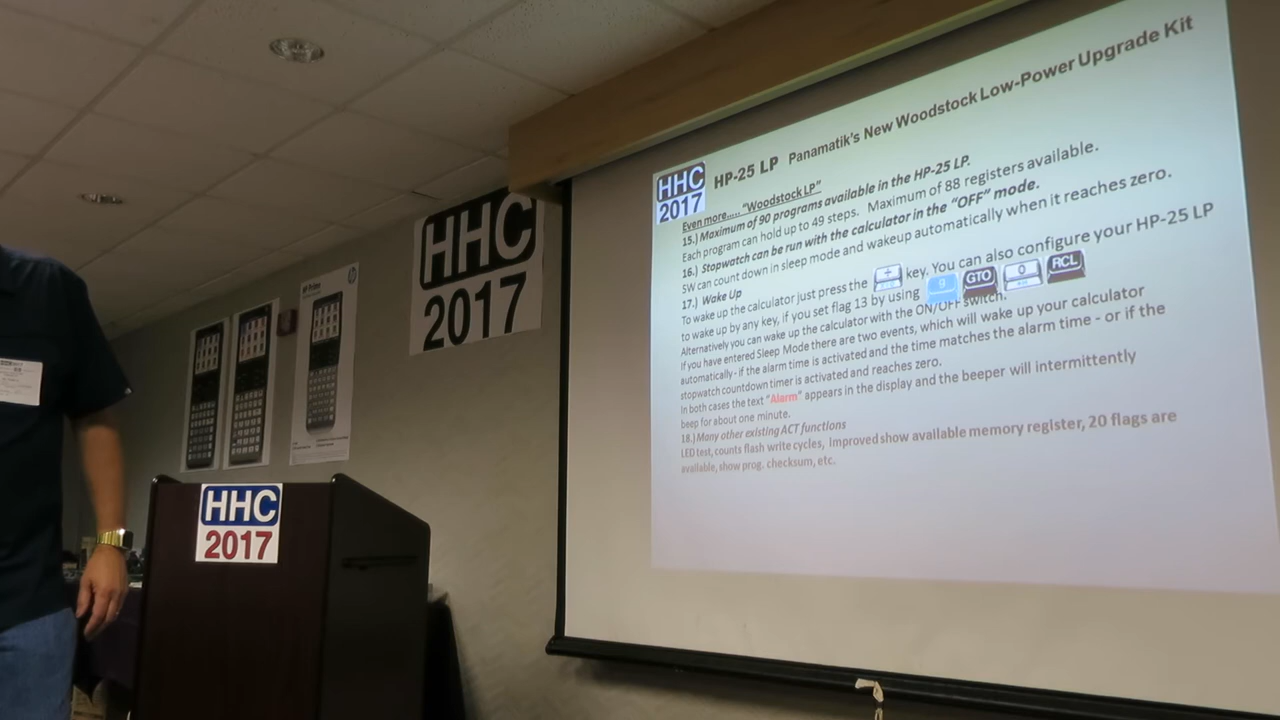 HHC
2017
HP-25 LP Panamatik's New Woodstock Low-Power Upgrade Kit
Even more..... "Woodstock LP"
15.) Maximum of 90 programs available in the HP-25 LP.
Each program can hold up to 49 steps. Maximum of 88 registers available.
16.) Stopwatch can be run with the calculator in the "OFF" mode.
SW can count down in sleep mode and wakeup automatically when it reaches zero.
17.) Wake Up
To wake up the calculator just press the + key. You can also configure your HP-25 LP
to wake up by any key, if you set flag 13 by using g GTO 0 RCL
Alternatively you can wake up the calculator with the ON/OFF switch.
If you have entered Sleep Mode there are two events, which will wake up your calculator
automatically - if the alarm time is activated and the time matches the alarm time - or if the
stopwatch countdown timer is activated and reaches zero.
In both cases the text "Alarm" appears in the display and the beeper will intermittently
beep for about one minute.
18.) Many other existing ACT functions
LED test, counts flash write cycles, Improved show available memory register, 20 flags are
available, show prog. checksum, etc.
HHC
2017
HP Prime
HHC
2017